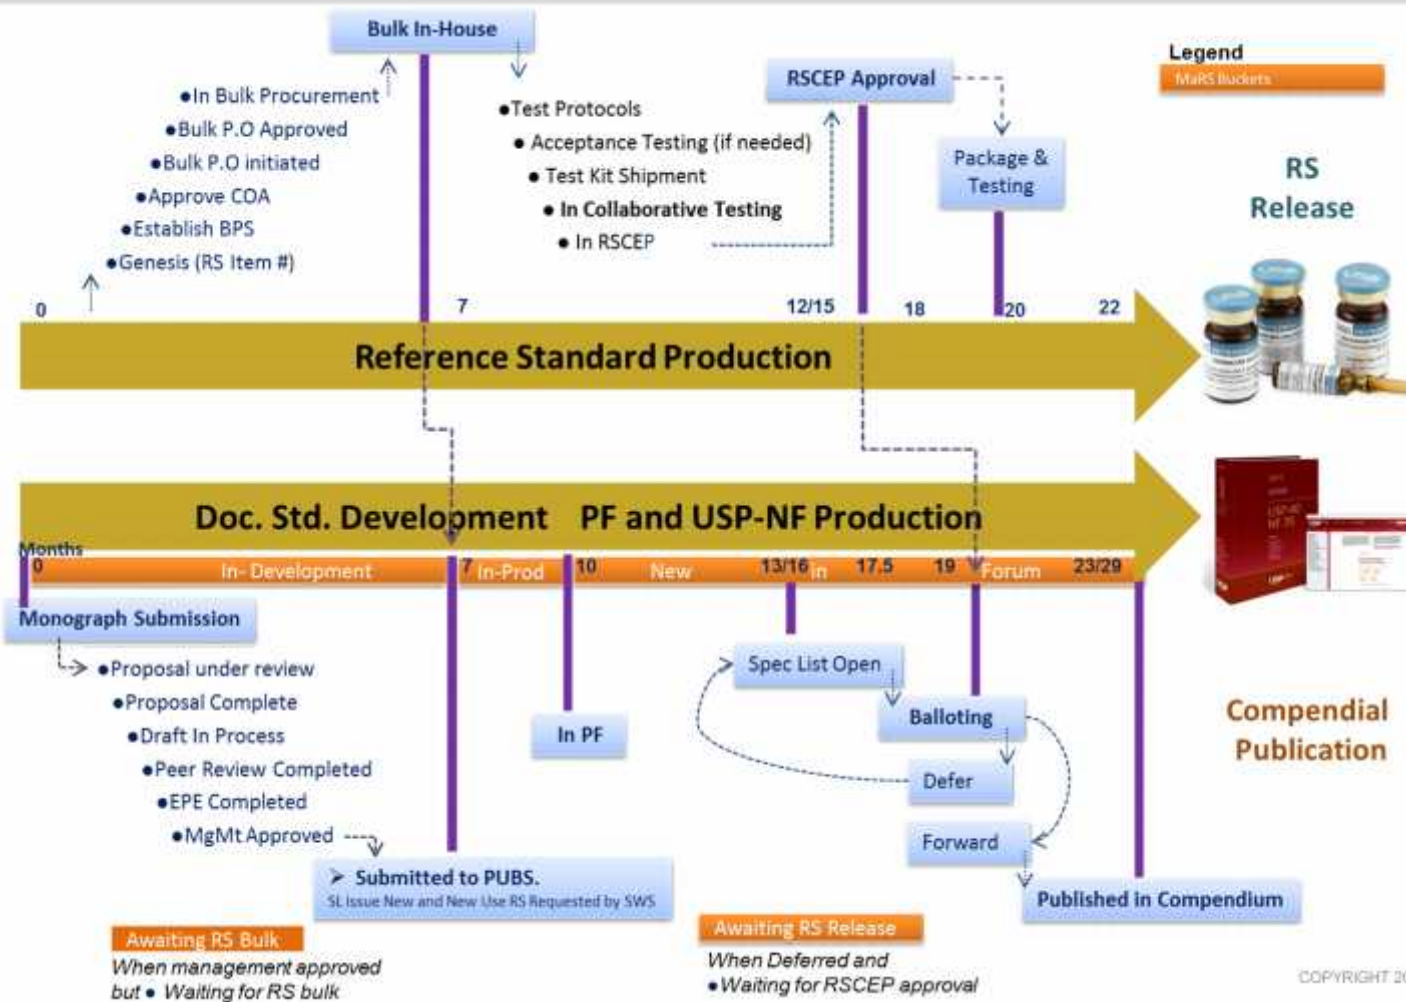 Bulk In-House
Legend
MaRS Buckets
RSCEP Approval
●In Bulk Procurement
●Bulk P.O Approved
●Bulk P.O initiated
●Approve COA
●Establish BPS
●Genesis (RS Item #)
●Test Protocols
● Acceptance Testing (if needed)
● Test Kit Shipment
● In Collaborative Testing
● In RSCEP
Package &
Testing
RS
Release
0
7
12/15
18
20
22
Reference Standard Production
Doc. Std. Development PF and USP-NF Production
Months
0 In- Development 7 In-Prod 10 New 13/16 in 17.5 19 Forum 23/29
Monograph Submission
●Proposal under review
●Proposal Complete
●Draft In Process
●Peer Review Completed
●EPE Completed
●MgMt Approved
➢ Submitted to PUBS.
SL issue New and New Use RS Requested by SWS
In PF
Spec List Open
Balloting
Defer
Forward
Published in Compendium
Compendial
Publication
Awaiting RS Bulk
When management approved
but ● Waiting for RS bulk
Awaiting RS Release
When Deferred and
●Waiting for RSCEP approval
COPYRIGHT